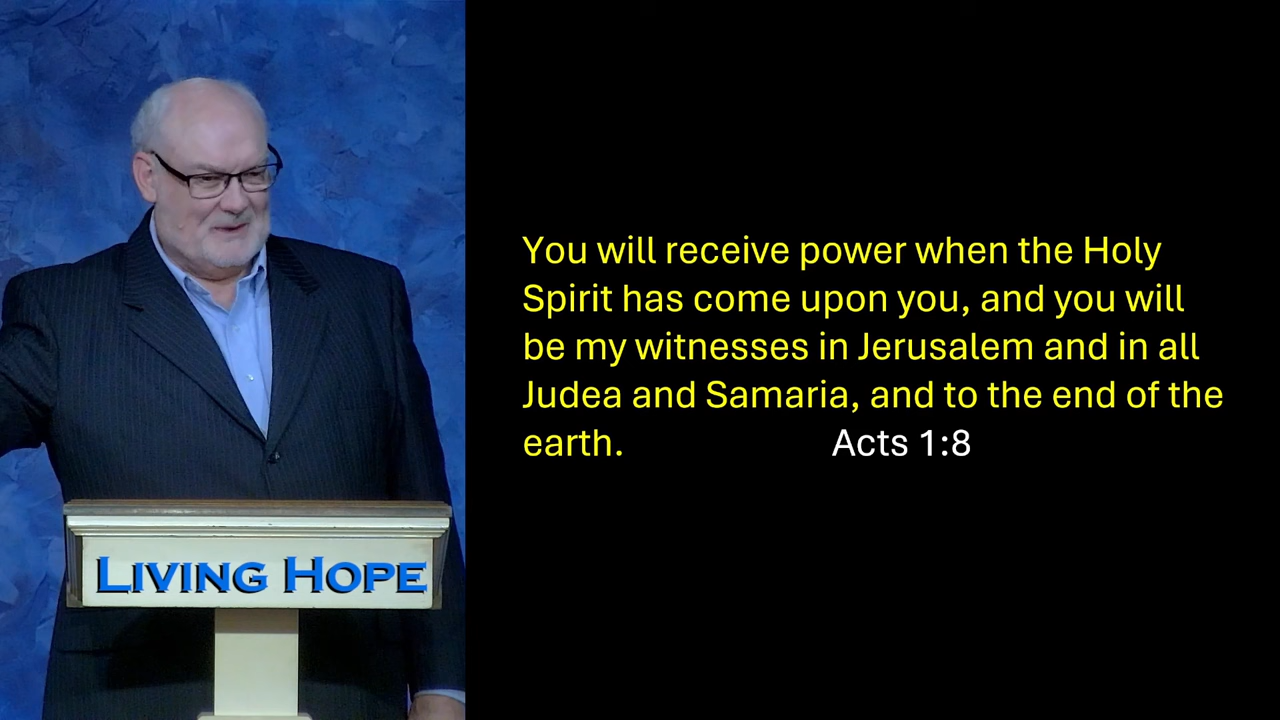 You will receive power when the Holy
Spirit has come upon you, and you will
be my witnesses in Jerusalem and in all
Judea and Samaria, and to the end of the
earth. Acts 1:8
LIVING HOPE